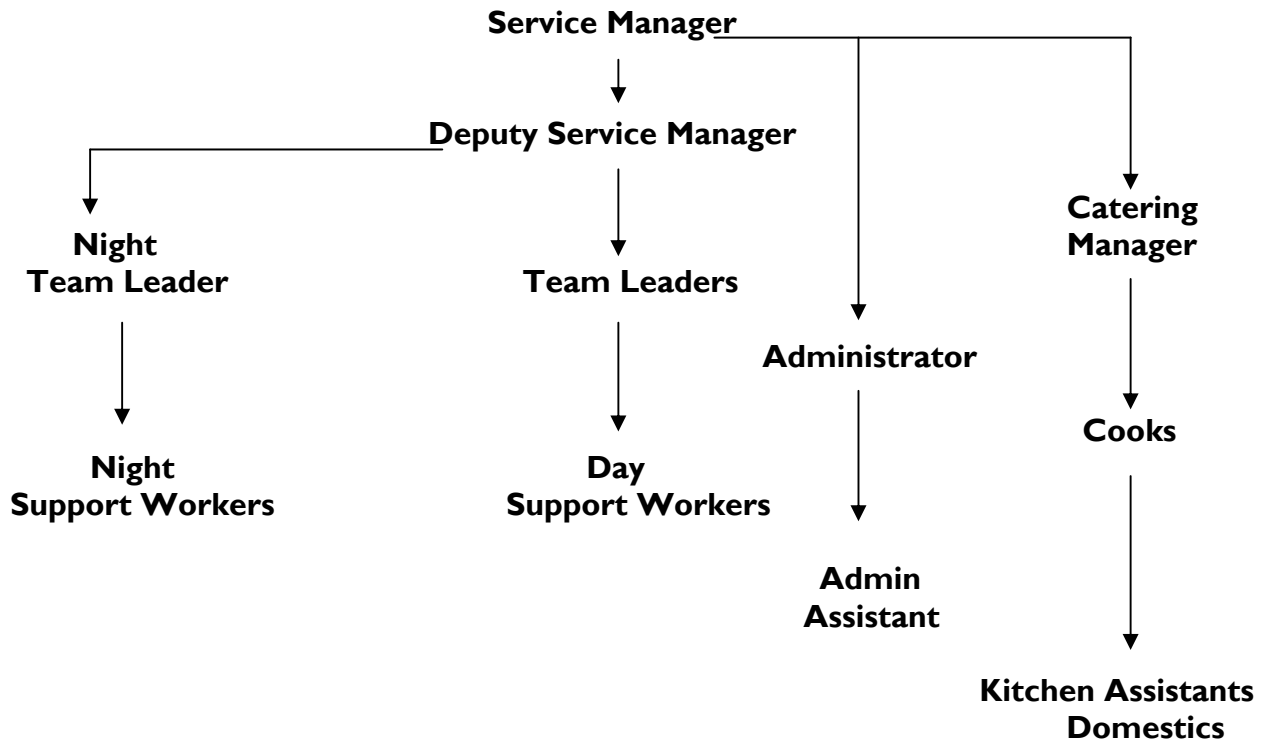 Service Manager
Deputy Service Manager
Night
Team Leader
Team Leaders
Catering
Manager
Administrator
Cooks
Night
Support Workers
Day
Support Workers
Admin
Assistant
Kitchen Assistants
Domestics